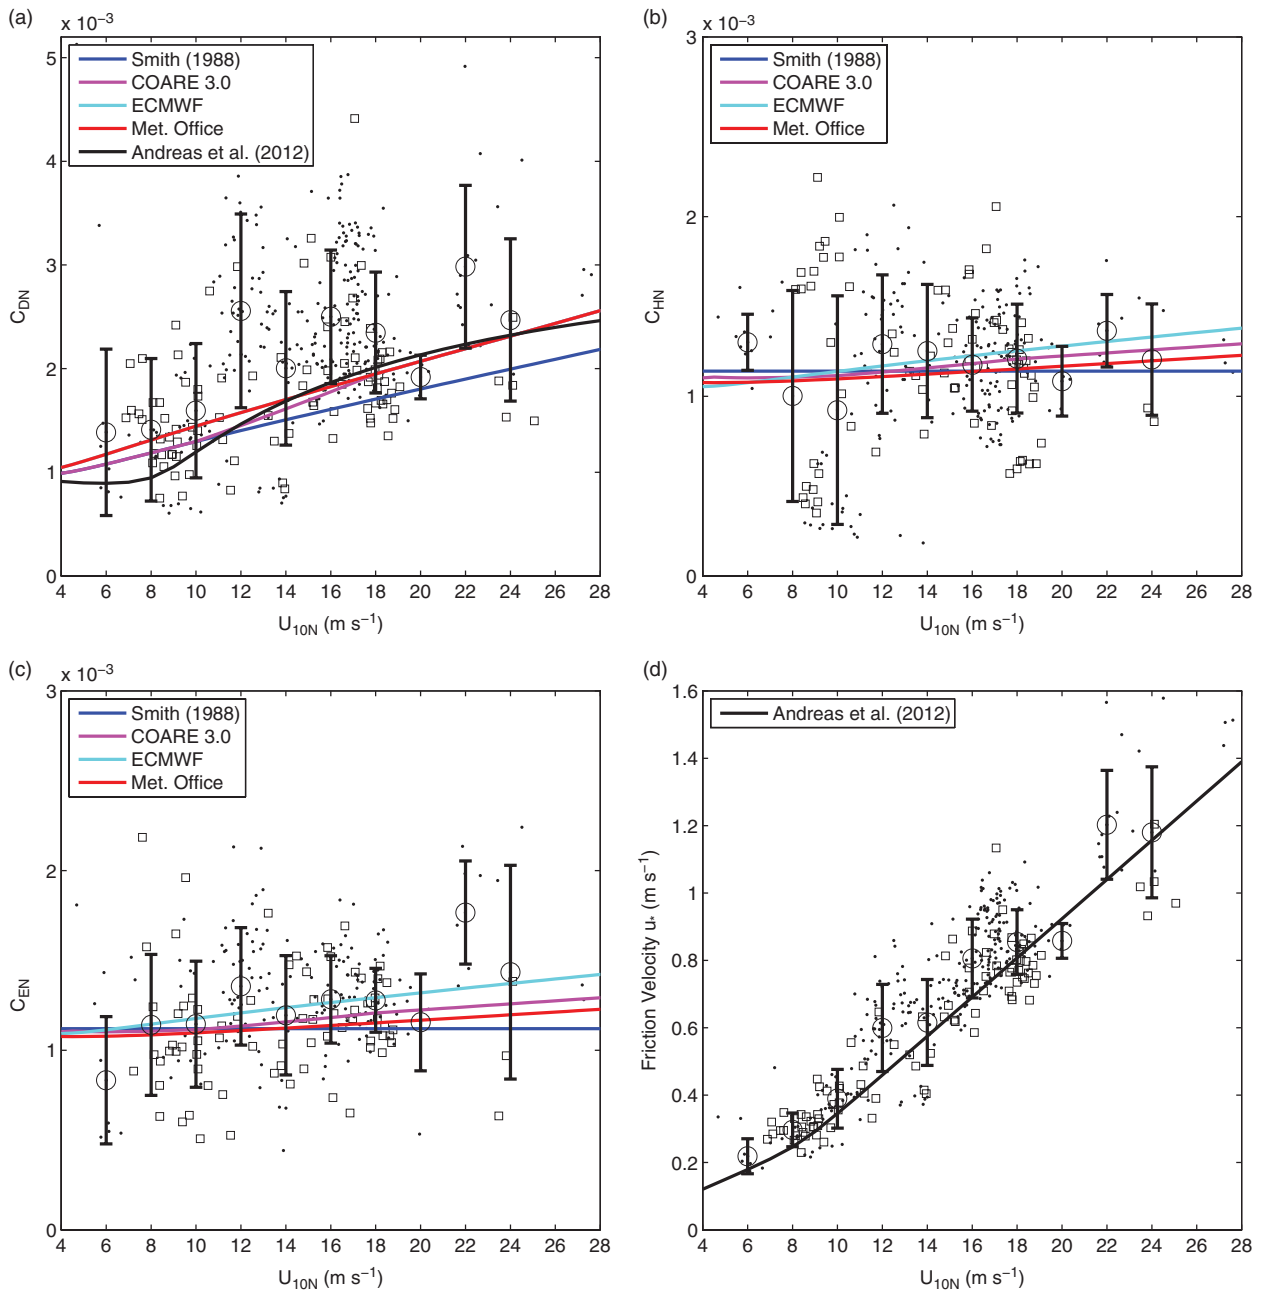 (a)
x 10⁻³
5
4
3
2
1
0
C_DN
Smith (1988)
COARE 3.0
ECMWF
Met. Office
Andreas et al. (2012)
4 6 8 10 12 14 16 18 20 22 24 26 28
U_10N (m s⁻¹)
(b)
x 10⁻³
3
2
1
0
C_HN
Smith (1988)
COARE 3.0
ECMWF
Met. Office
4 6 8 10 12 14 16 18 20 22 24 26 28
U_10N (m s⁻¹)
(c)
x 10⁻³
3
2
1
0
C_EN
Smith (1988)
COARE 3.0
ECMWF
Met. Office
4 6 8 10 12 14 16 18 20 22 24 26 28
U_10N (m s⁻¹)
(d)
1.6
1.4
1.2
1
0.8
0.6
0.4
0.2
0
Friction Velocity u_* (m s⁻¹)
Andreas et al. (2012)
4 6 8 10 12 14 16 18 20 22 24 26 28
U_10N (m s⁻¹)